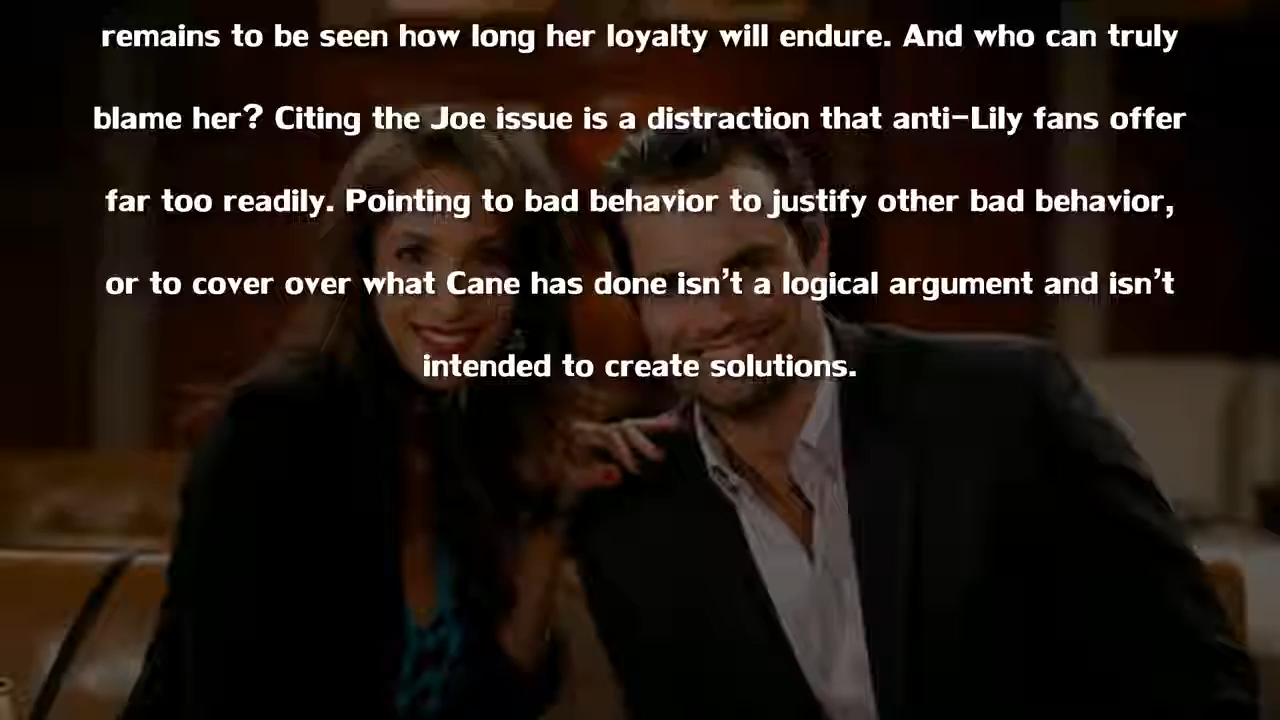 remains to be seen how long her loyalty will endure. And who can truly
blame her? Citing the Joe issue is a distraction that anti-Lily fans offer
far too readily. Pointing to bad behavior to justify other bad behavior,
or to cover over what Cane has done isn't a logical argument and isn't
intended to create solutions.